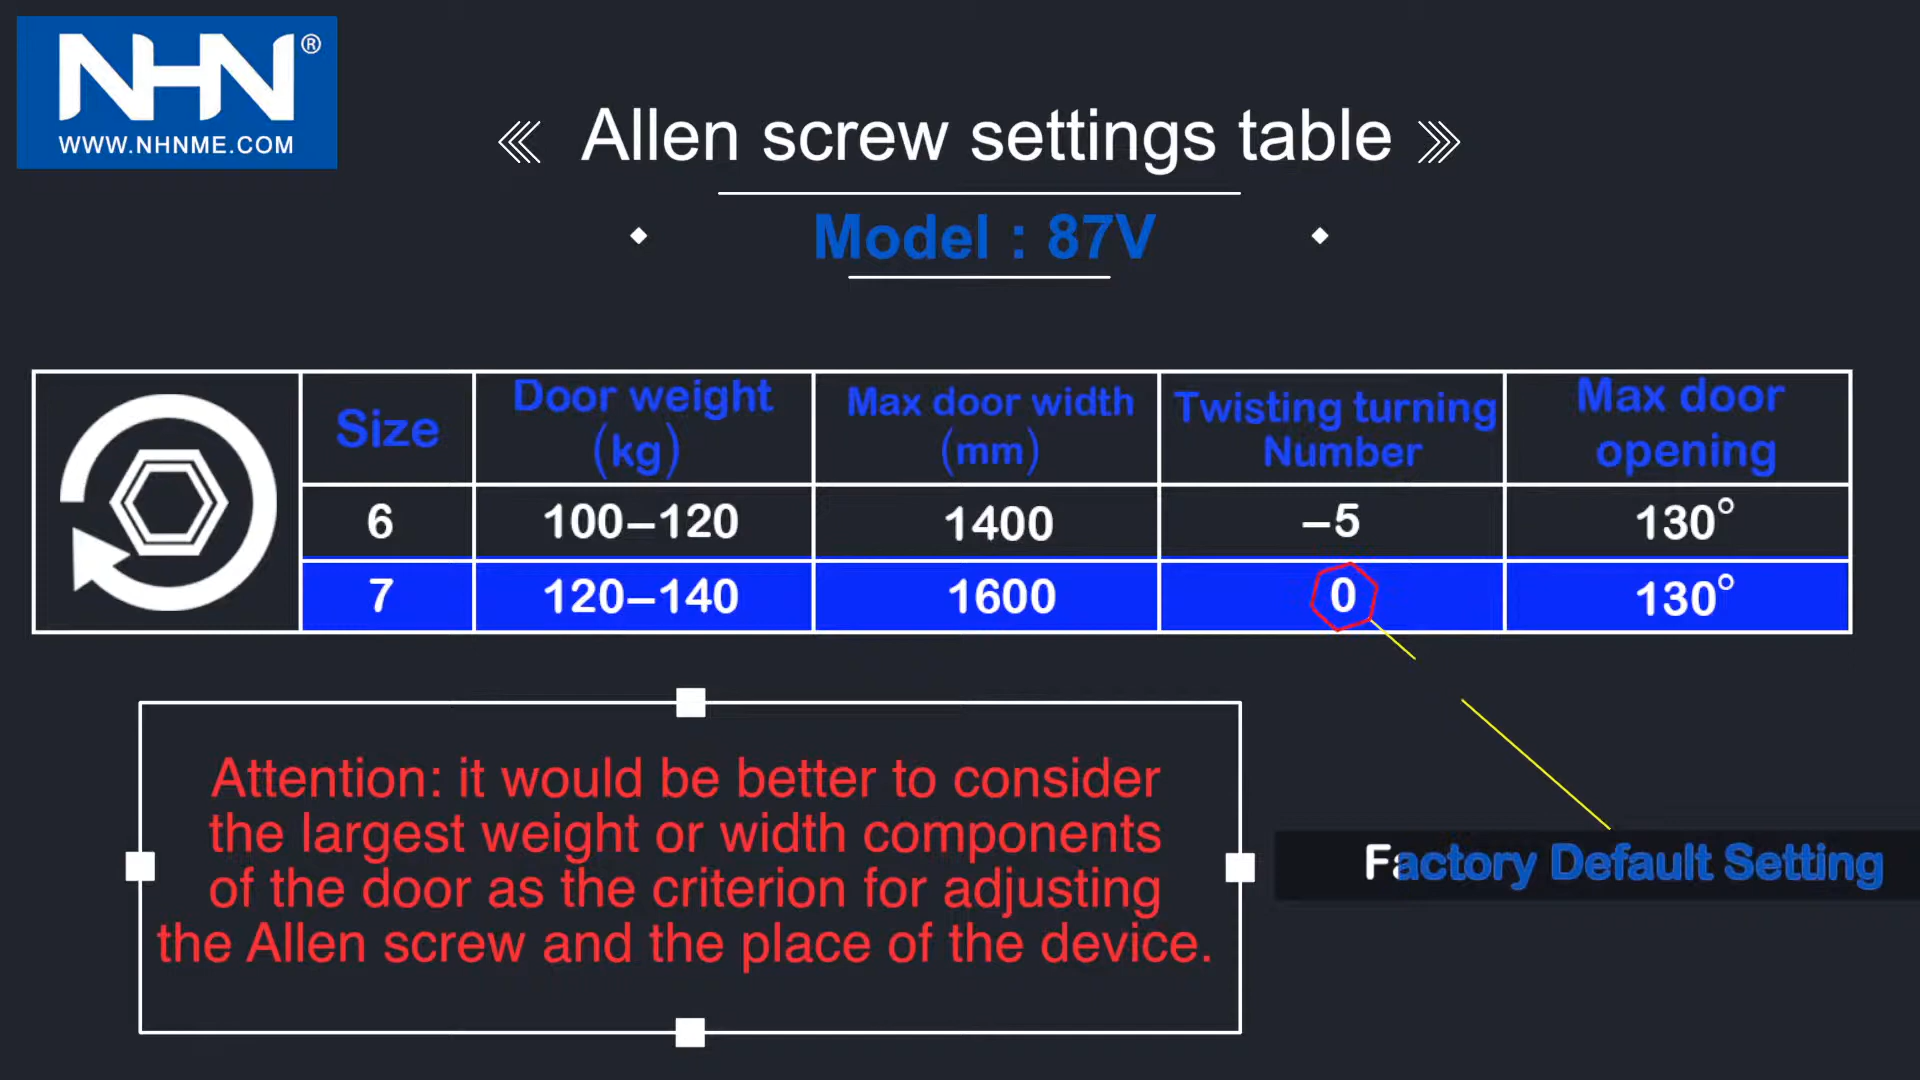 NHN®
WWW.NHNME.COM
Allen screw settings table
Model : 87V
Size Door weight (kg) Max door width (mm) Twisting turning Number Max door opening
6 100–120 1400 –5 130°
7 120–140 1600 0 130°
Attention: it would be better to consider
the largest weight or width components
of the door as the criterion for adjusting
the Allen screw and the place of the device.
Factory Default Setting